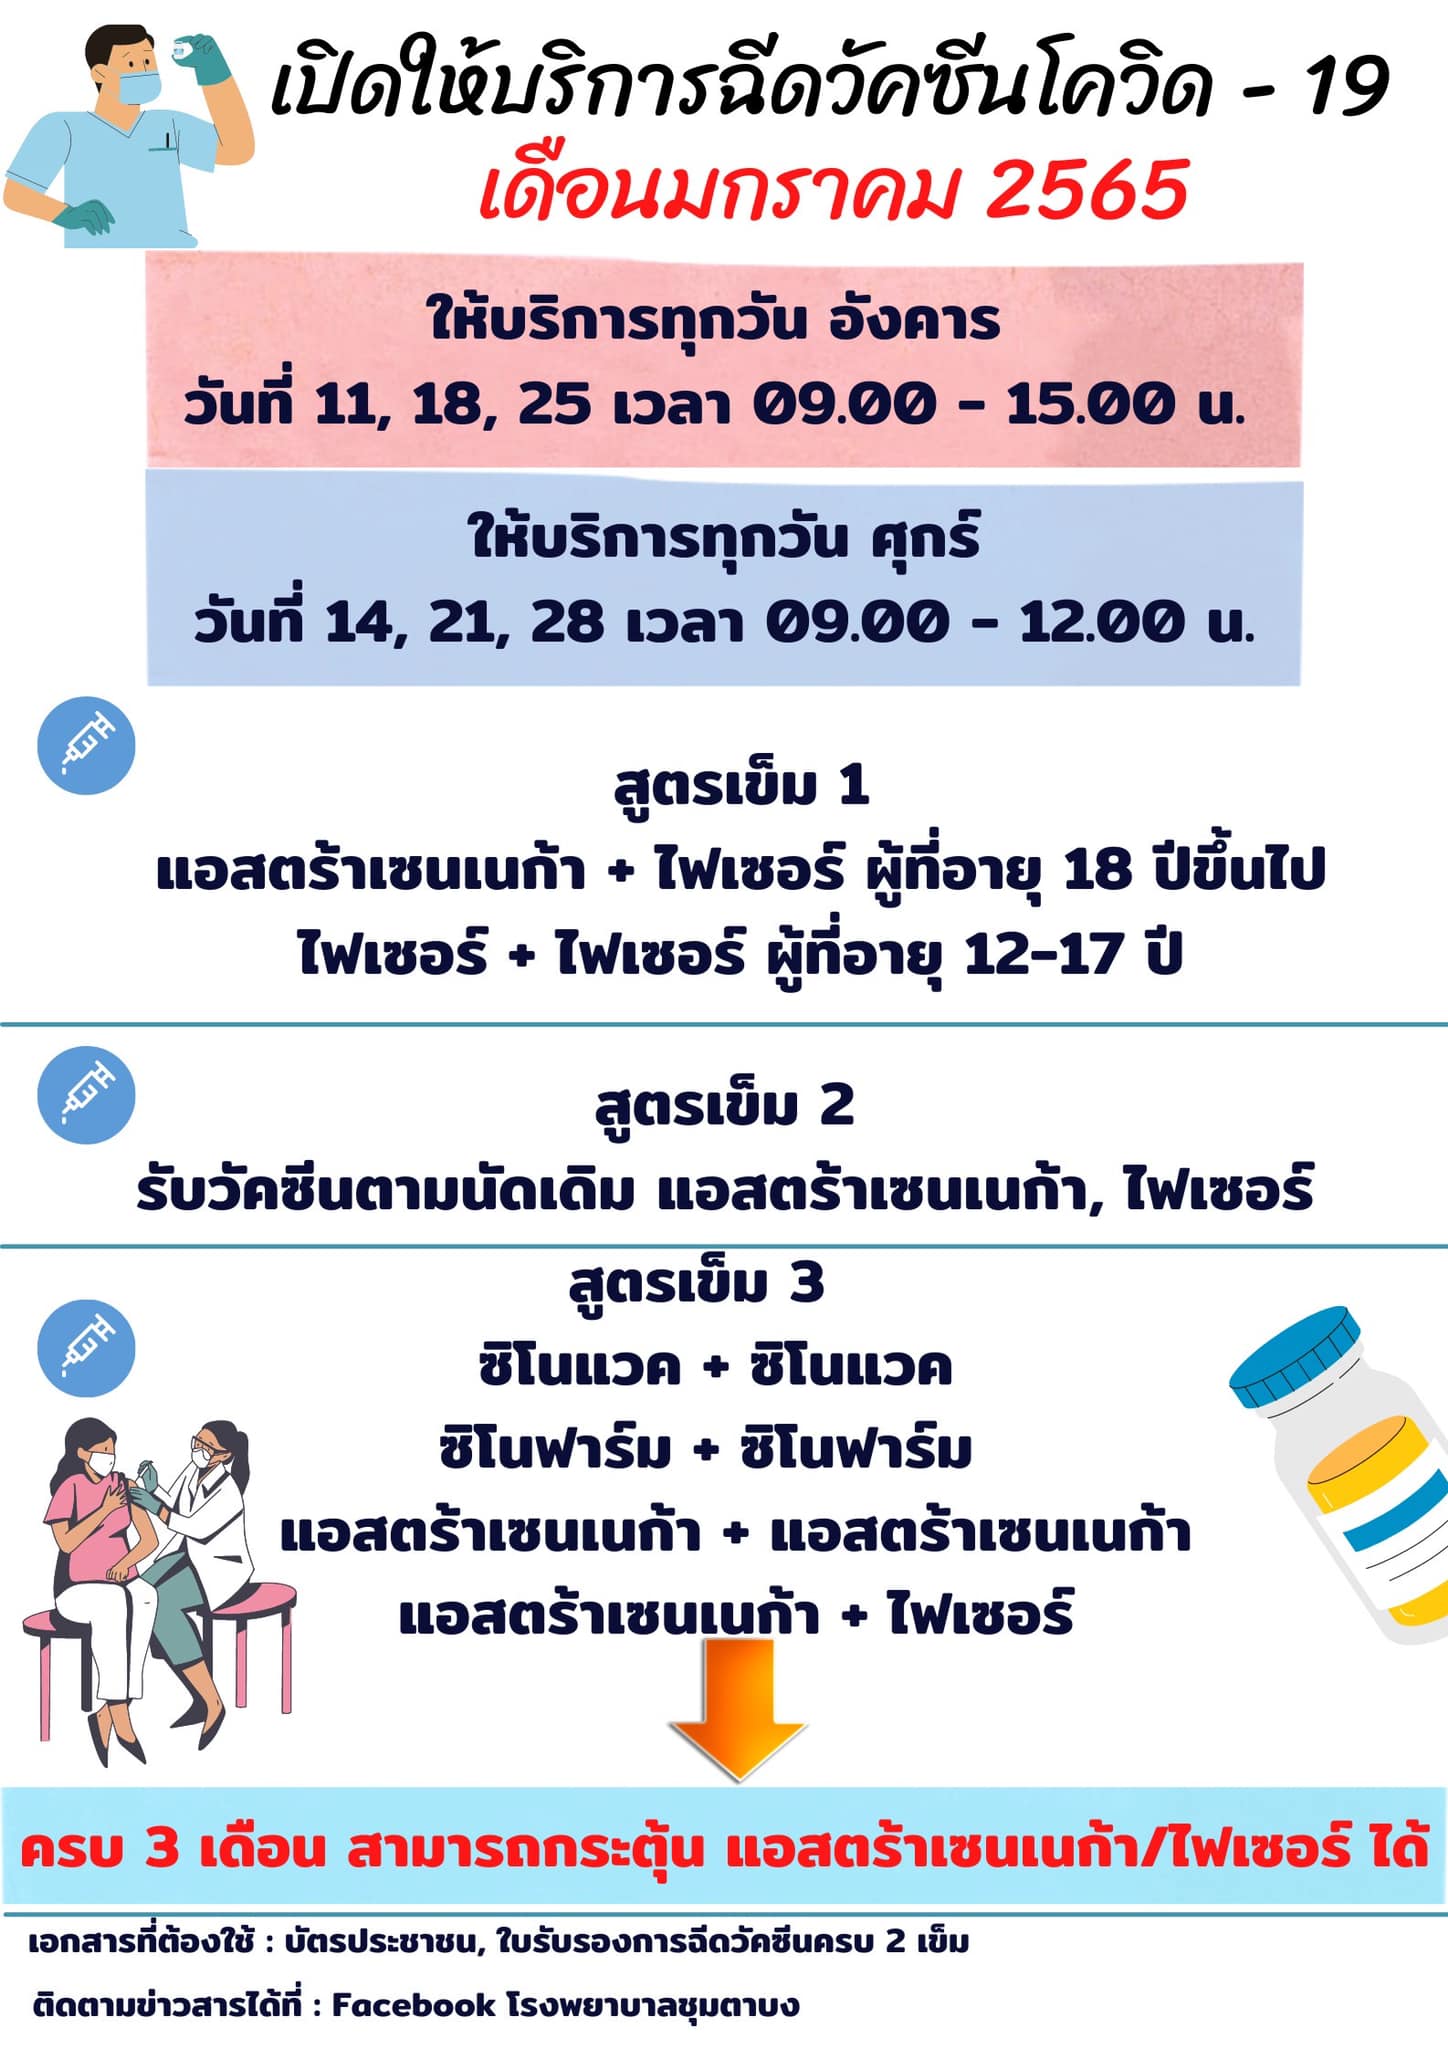 เปิดให้บริการฉีดวัคซีนโควิด - 19
เดือนมกราคม 2565
ให้บริการทุกวัน อังคาร
วันที่ 11, 18, 25 เวลา 09.00 - 15.00 น.
ให้บริการทุกวัน ศุกร์
วันที่ 14, 21, 28 เวลา 09.00 - 12.00 น.
สูตรเข็ม 1
แอสตร้าเซนเนก้า + ไฟเซอร์ ผู้ที่อายุ 18 ปีขึ้นไป
ไฟเซอร์ + ไฟเซอร์ ผู้ที่อายุ 12-17 ปี
สูตรเข็ม 2
รับวัคซีนตามนัดเดิม แอสตร้าเซนเนก้า, ไฟเซอร์
สูตรเข็ม 3
ซิโนแวค + ซิโนแวค
ซิโนฟาร์ม + ซิโนฟาร์ม
แอสตร้าเซนเนก้า + แอสตร้าเซนเนก้า
แอสตร้าเซนเนก้า + ไฟเซอร์
ครบ 3 เดือน สามารถกระตุ้น แอสตร้าเซนเนก้า/ไฟเซอร์ ได้
เอกสารที่ต้องใช้ : บัตรประชาชน, ใบรับรองการฉีดวัคซีนครบ 2 เข็ม
ติดตามข่าวสารได้ที่ : Facebook โรงพยาบาลชุมตาบง